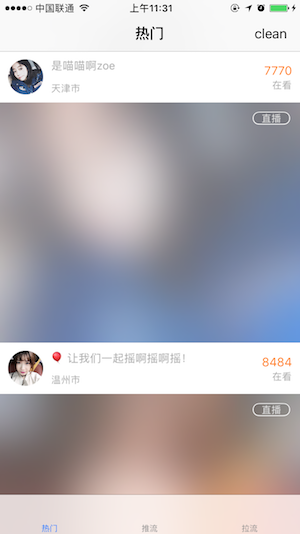 中国联通
上午11:31
热门
clean
是喵喵啊zoe
7770
天津市
在看
直播
让我们一起摇啊摇啊摇！
8484
温州市
在看
直播
热门
推流
拉流